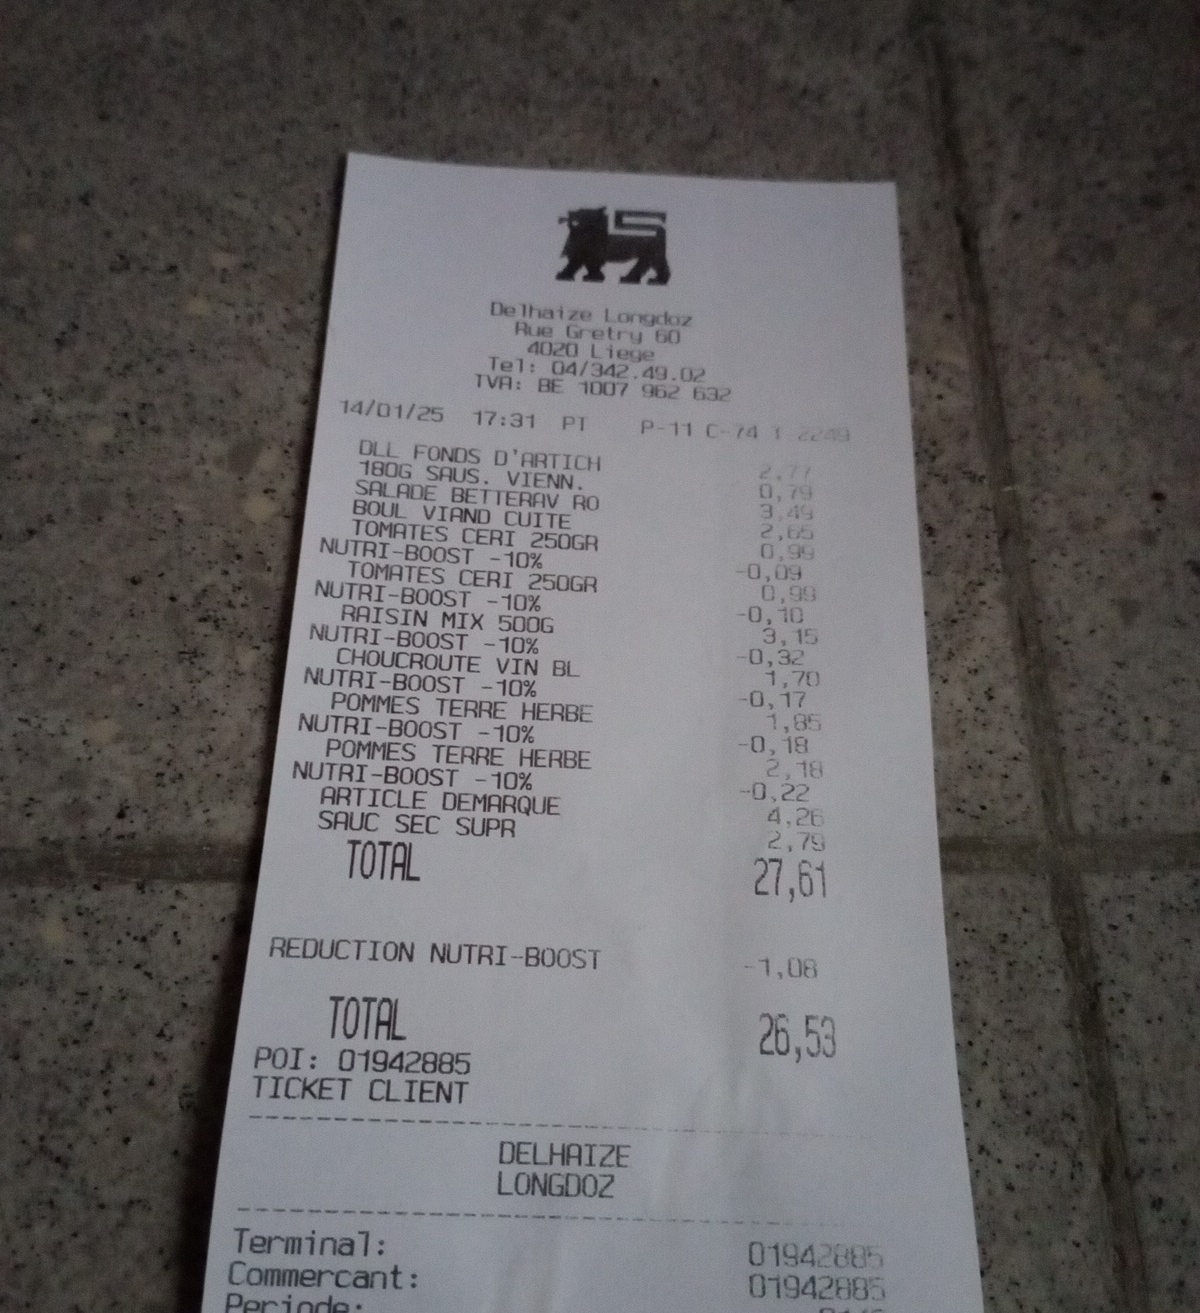 Delhaize Longdoz
Rue Gretry 60
4020 Liege
Tel: 04/342.49.02
TVA: BE 1007 962 632
14/01/25 17:31 PT P-11 C-74 T 2249
DLL FONDS D'ARTICH 2,77
180G SAUS. VIENN. 0,79
SALADE BETTERAV RO 3,49
BOUL VIAND CUITE 2,65
TOMATES CERI 250GR 0,99
NUTRI-BOOST -10% -0,09
TOMATES CERI 250GR 0,99
NUTRI-BOOST -10% -0,10
RAISIN MIX 500G 3,15
NUTRI-BOOST -10% -0,32
CHOUCROUTE VIN BL 1,70
NUTRI-BOOST -10% -0,17
POMMES TERRE HERBE 1,85
NUTRI-BOOST -10% -0,18
POMMES TERRE HERBE 2,18
NUTRI-BOOST -10% -0,22
ARTICLE DEMARQUE 4,26
SAUC SEC SUPR 2,79
TOTAL 27,61
REDUCTION NUTRI-BOOST -1,08
TOTAL 26,53
POI: 01942885
TICKET CLIENT
DELHAIZE
LONGDOZ
Terminal: 01942885
Commercant: 01942885
Periode: